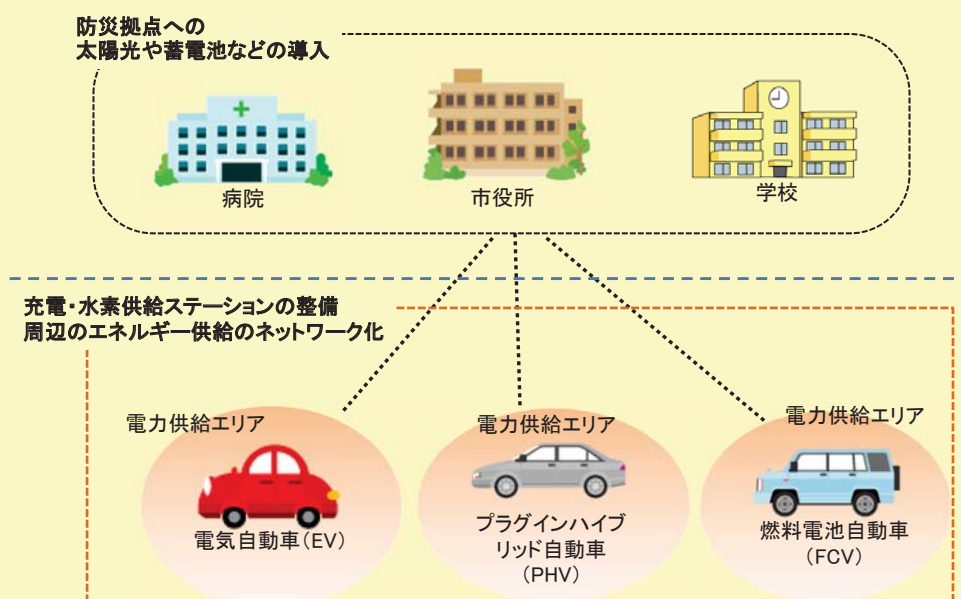 防災拠点への
太陽光や蓄電池などの導入
病院
市役所
学校
充電・水素供給ステーションの整備
周辺のエネルギー供給のネットワーク化
電力供給エリア
電気自動車(EV)
電力供給エリア
プラグインハイブ
リッド自動車
(PHV)
電力供給エリア
燃料電池自動車
(FCV)